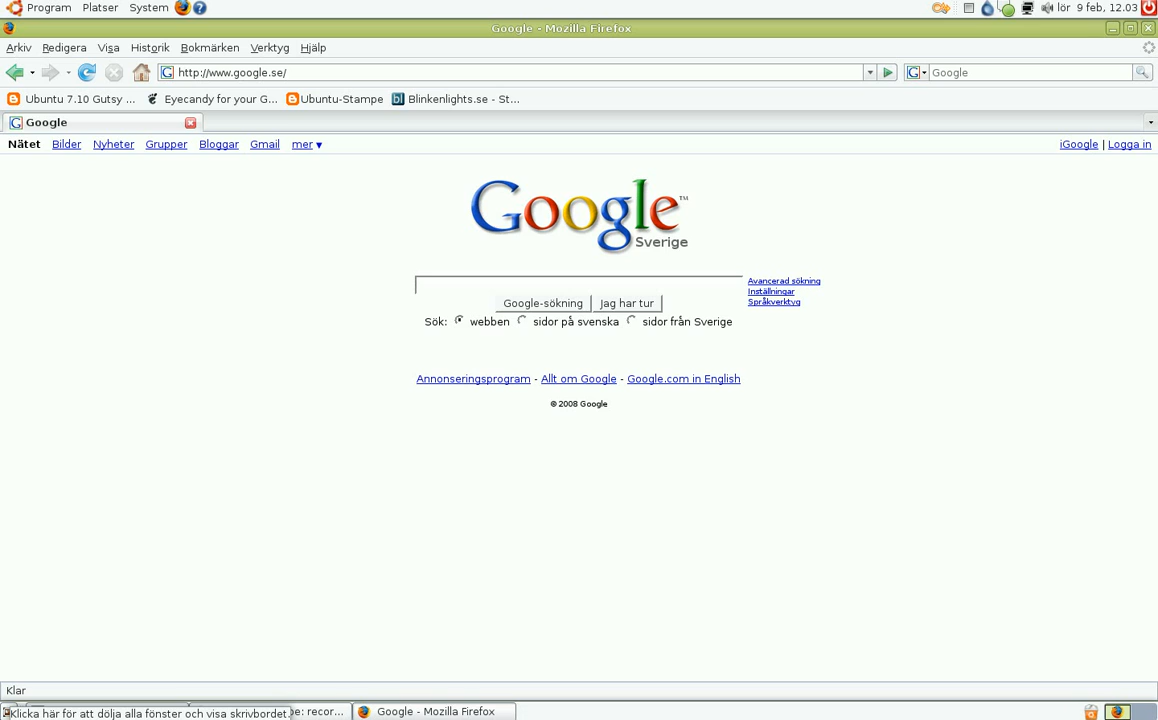 Program Platser System lör 9 feb, 12.03
Google - Mozilla Firefox
Arkiv Redigera Visa Historik Bokmärken Verktyg Hjälp
http://www.google.se/ Google
Ubuntu 7.10 Gutsy ... Eyecandy for your G... Ubuntu-Stampe Blinkenlights.se - St...
Google
Nätet Bilder Nyheter Grupper Bloggar Gmail mer ▼ iGoogle | Logga in
Google™
Sverige
Avancerad sökning
Inställningar
Språkverktyg
Google-sökning Jag har tur
Sök: webben sidor på svenska sidor från Sverige
Annonseringsprogram - Allt om Google - Google.com in English
© 2008 Google
Klar
Klicka här för att dölja alla fönster och visa skrivbordet. pe: recor... Google - Mozilla Firefox